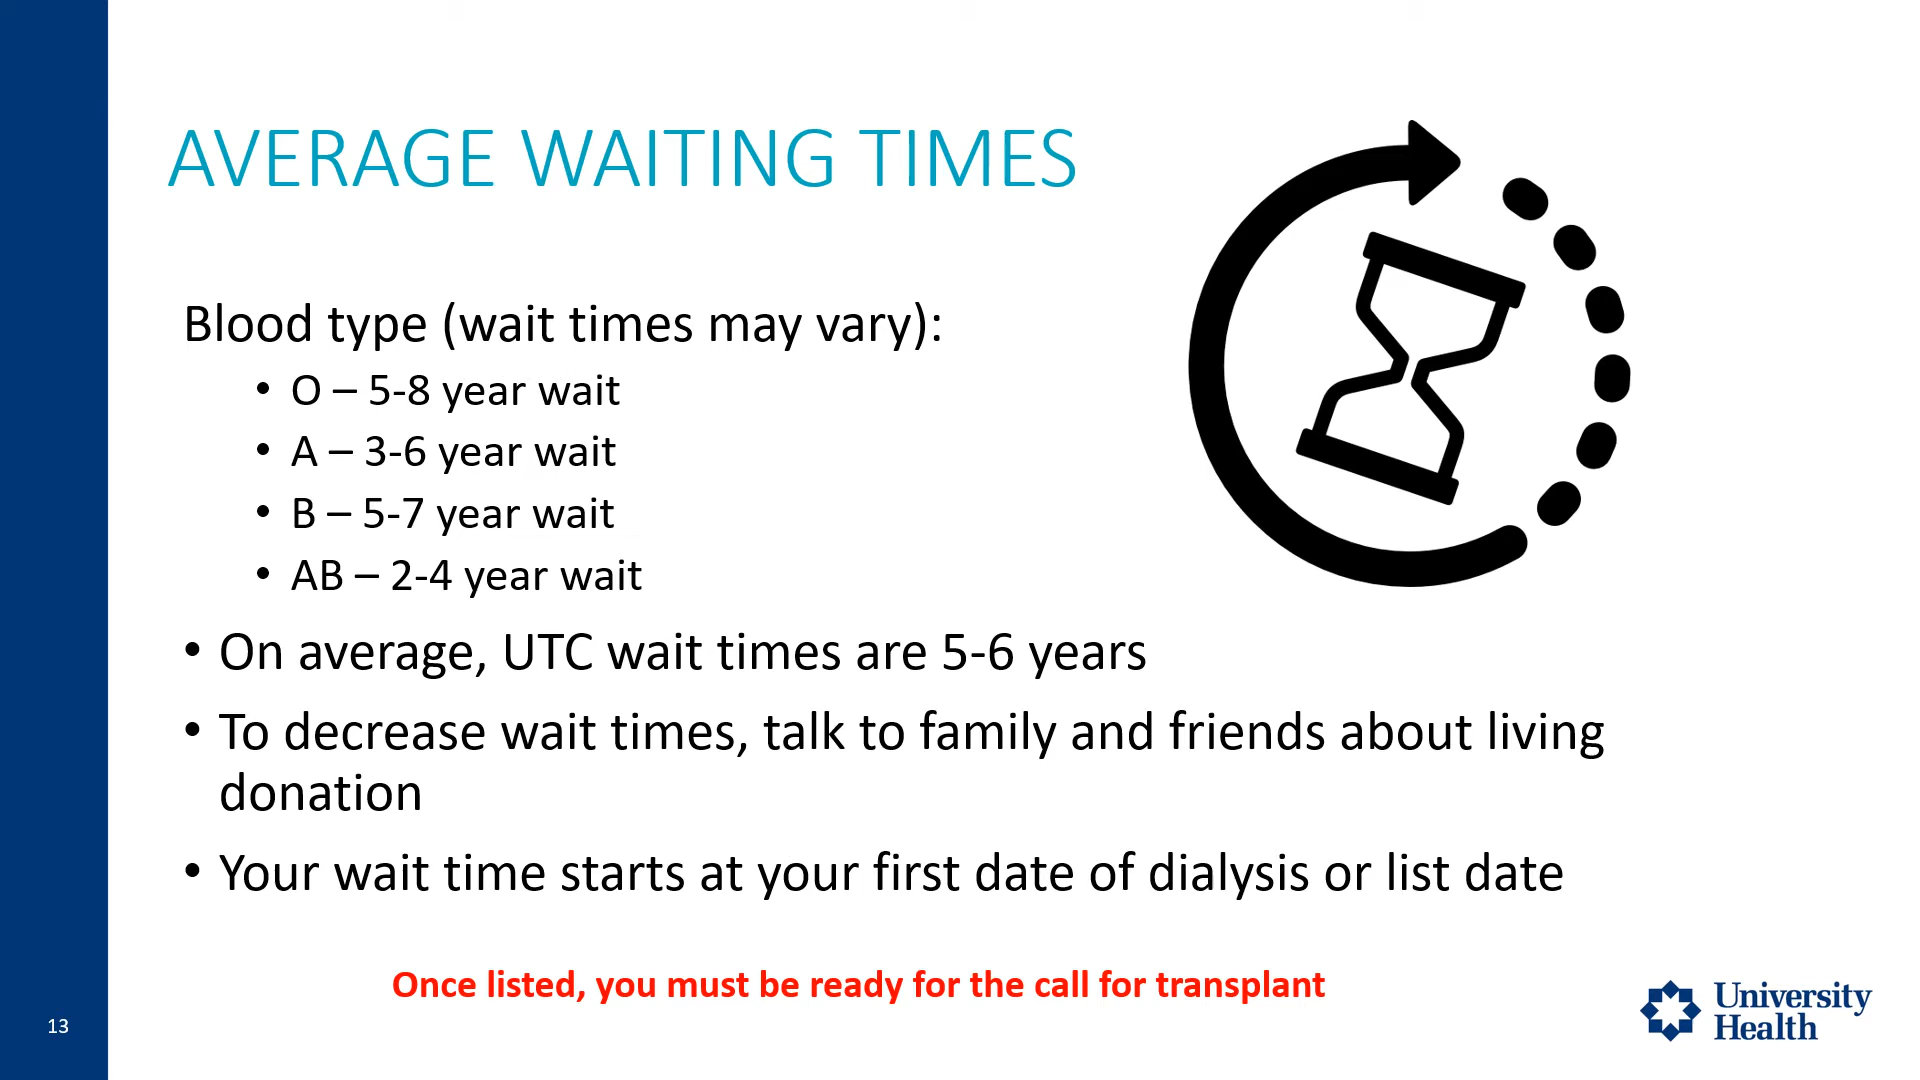 AVERAGE WAITING TIMES
Blood type (wait times may vary):
• O – 5-8 year wait
• A – 3-6 year wait
• B – 5-7 year wait
• AB – 2-4 year wait
• On average, UTC wait times are 5-6 years
• To decrease wait times, talk to family and friends about living
donation
• Your wait time starts at your first date of dialysis or list date
Once listed, you must be ready for the call for transplant
13
University
Health